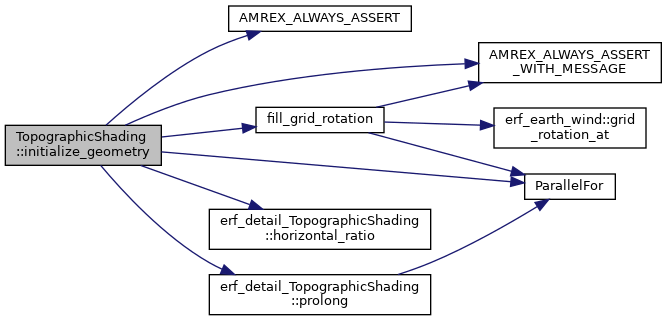 TopographicShading
::initialize_geometry
AMREX_ALWAYS_ASSERT
AMREX_ALWAYS_ASSERT
_WITH_MESSAGE
fill_grid_rotation
erf_earth_wind::grid
_rotation_at
ParallelFor
erf_detail_TopographicShading
::horizontal_ratio
erf_detail_TopographicShading
::prolong